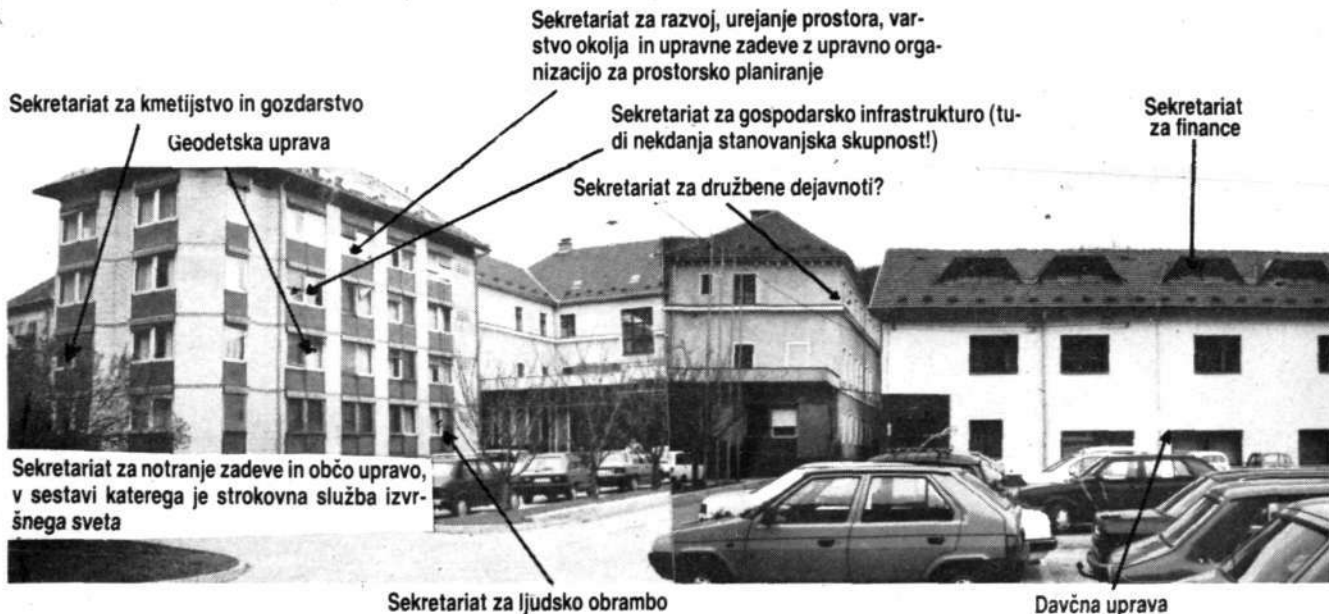 Sekretariat za razvoj, urejanje prostora, var-
stvo okolja in upravne zadeve z upravno orga-
nizacijo za prostorsko planiranje
Sekretariat za kmetijstvo in gozdarstvo
Geodetska uprava
Sekretariat za gospodarsko infrastrukturo (tu-
di nekdanja stanovanjska skupnost!)
Sekretariat za družbene dejavnoti?
Sekretariat
za finance
Sekretariat za notranje zadeve in občo upravo,
v sestavi katerega je strokovna služba izvr-
šnega sveta
Sekretariat za ljudsko obrambo
Davčna uprava